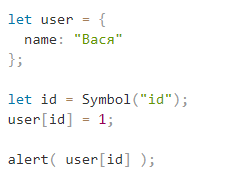 let user = {
  name: "Вася"
};

let id = Symbol("id");
user[id] = 1;

alert( user[id] );